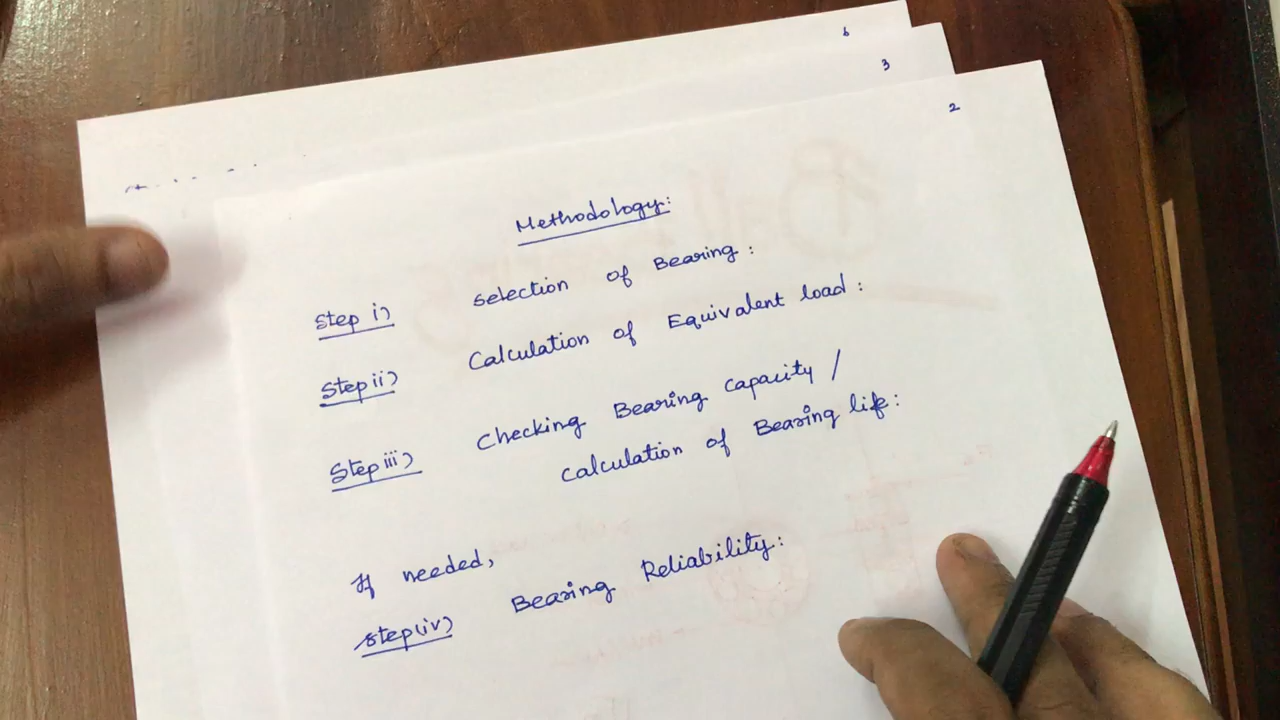 6
3
2
Methodology:
Step i) Selection of Bearing :
Step ii) Calculation of Equivalent load :
Step iii) Checking Bearing capacity /
calculation of Bearing life :
If needed,
Step(iv) Bearing Reliability: